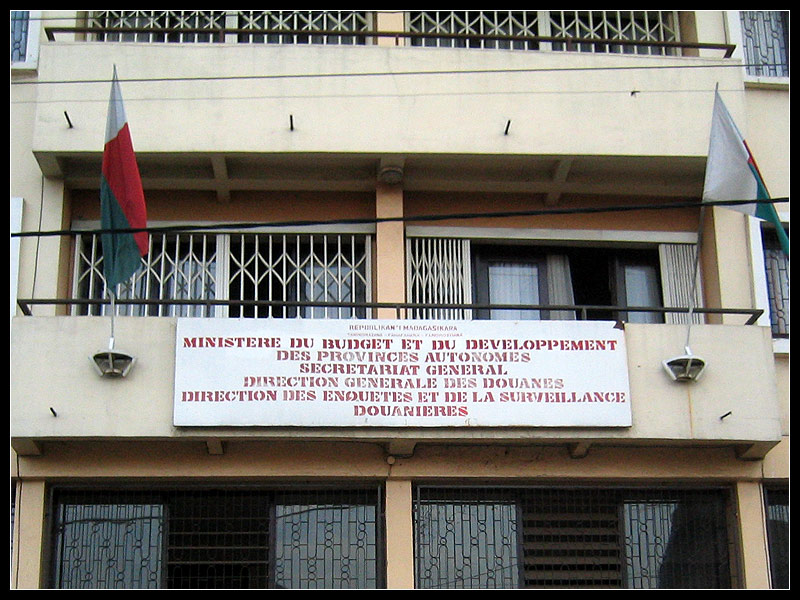 REPOBLIKAN'I MADAGASIKARA
MINISTERE DU BUDGET ET DU DEVELOPPEMENT
DES PROVINCES AUTONOMES
SECRETARIAT GENERAL
DIRECTION GENERALE DES DOUANES
DIRECTION DES ENQUETES ET DE LA SURVEILLANCE
DOUANIERES